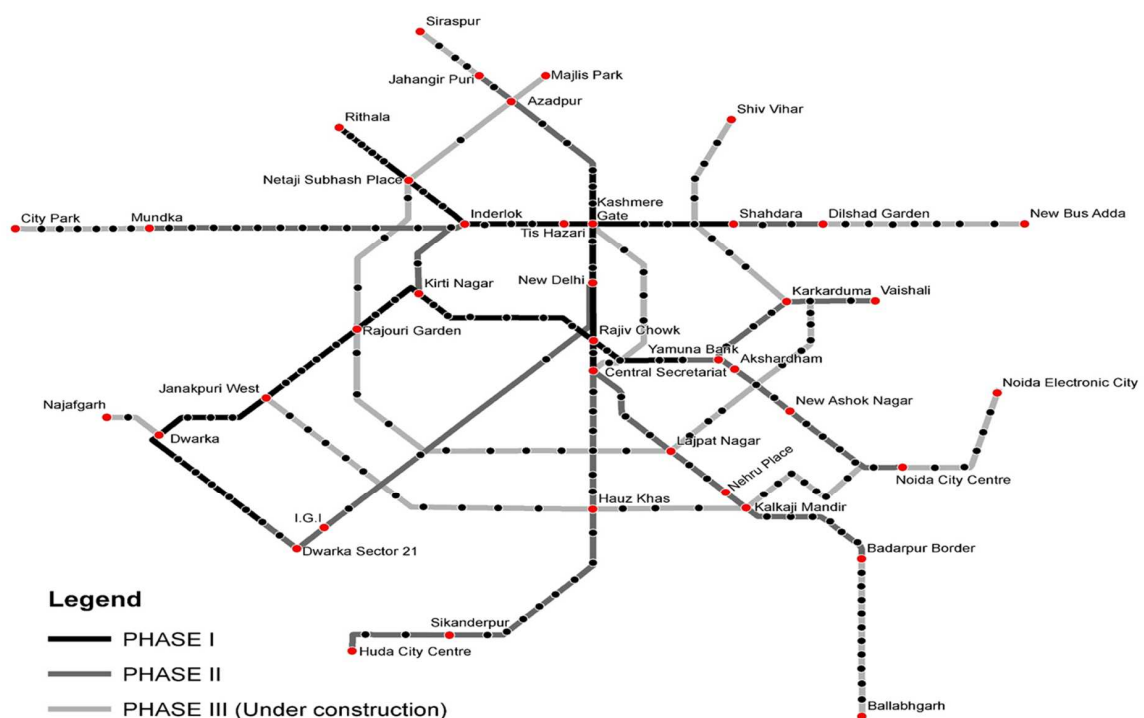 Siraspur
Jahangir Puri
Majlis Park
Azadpur
Shiv Vihar
Rithala
Netaji Subhash Place
Kashmere
Gate
City Park
Mundka
Inderlok
Tis Hazari
Shahdara
Dilshad Garden
New Bus Adda
New Delhi
Kirti Nagar
Karkarduma
Vaishali
Rajouri Garden
Rajiv Chowk
Yamuna Bank
Akshardham
Central Secretariat
Janakpuri West
Noida Electronic City
Najafgarh
New Ashok Nagar
Dwarka
Lajpat Nagar
Nehru Place
Noida City Centre
Hauz Khas
Kalkaji Mandir
I.G.I
Dwarka Sector 21
Badarpur Border
Sikanderpur
Huda City Centre
Ballabhgarh
Legend
PHASE I
PHASE II
PHASE III (Under construction)